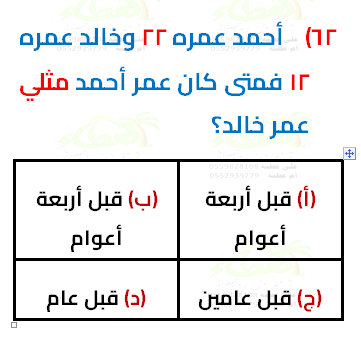 ٦٢) أحمد عمره ٢٢ وخالد عمره
١٢ فمتى كان عمر أحمد مثلي
عمر خالد؟
(أ) قبل أربعة أعوام
(ب) قبل أربعة أعوام
(ج) قبل عامين
(د) قبل عام